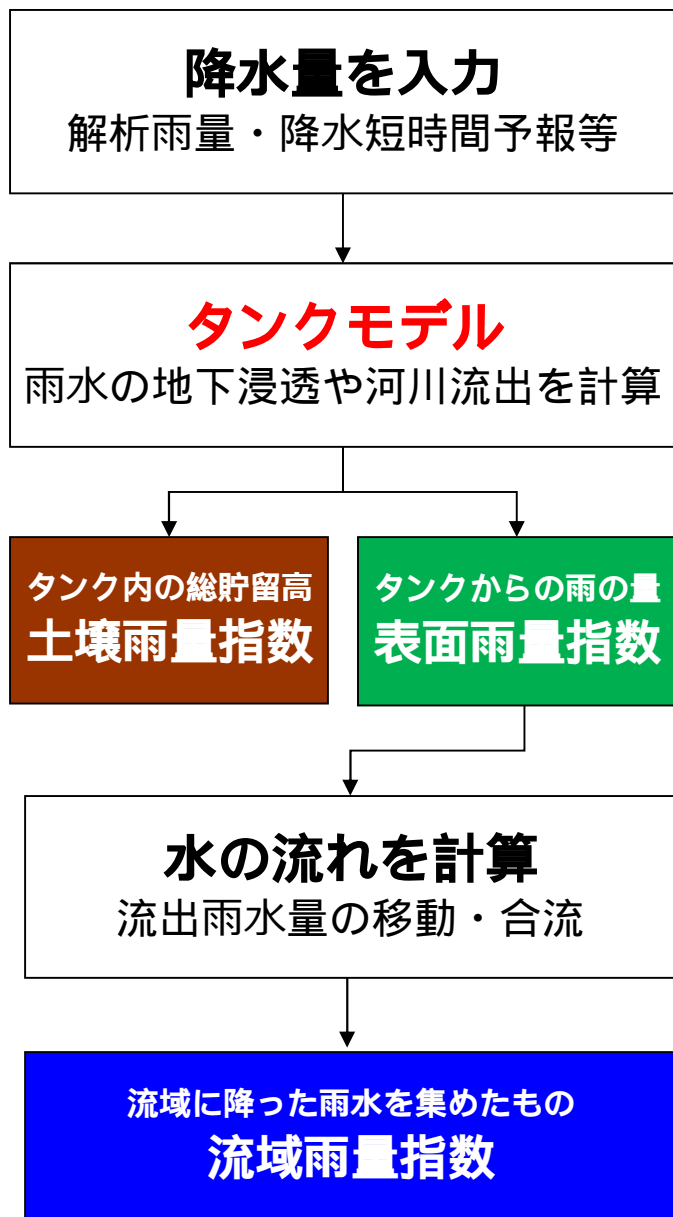 降水量を入力
解析雨量・降水短時間予報等
タンクモデル
雨水の地下浸透や河川流出を計算
タンク内の総貯留高
土壌雨量指数
タンクからの雨の量
表面雨量指数
水の流れを計算
流出雨水量の移動・合流
流域に降った雨水を集めたもの
流域雨量指数